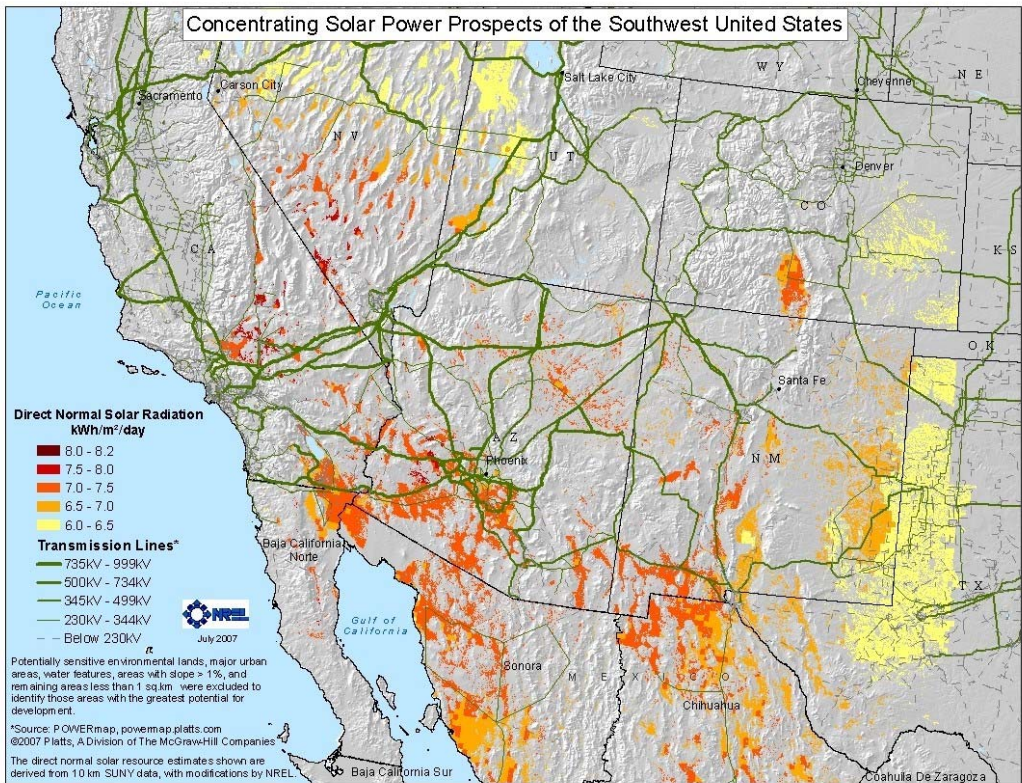 Concentrating Solar Power Prospects of the Southwest United States
WY
NE
Salt Lake City
Cheyenne
Carson City
Sacramento
NV
UT
Denver
CO
CA
KS
Pacific
Ocean
OK
Santa Fe
AZ
Phoenix
NM
TX
Baja California
Norte
Gulf of
California
Sonora
MEXICO
Chihuahua
Baja California Sur
Coahuila De Zaragoza
Direct Normal Solar Radiation
kWh/m²/day
8.0 - 8.2
7.5 - 8.0
7.0 - 7.5
6.5 - 7.0
6.0 - 6.5
Transmission Lines*
735kV - 999kV
500kV - 734kV
345kV - 499kV
230kV - 344kV
Below 230kV
NREL
July 2007
Potentially sensitive environmental lands, major urban
areas, water features, areas with slope > 1%, and
remaining areas less than 1 sq.km were excluded to
identify those areas with the greatest potential for
development.
*Source: POWERmap, powermap.platts.com
©2007 Platts, A Division of The McGraw-Hill Companies
The direct normal solar resource estimates shown are
derived from 10 km SUNY data, with modifications by NREL.